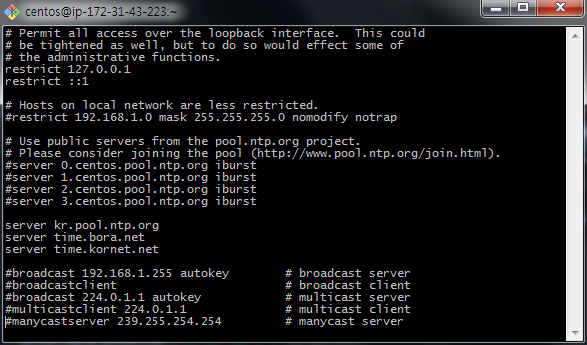 centos@ip-172-31-43-223:~
# Permit all access over the loopback interface.  This could
# be tightened as well, but to do so would effect some of
# the administrative functions.
restrict 127.0.0.1
restrict ::1
# Hosts on local network are less restricted.
#restrict 192.168.1.0 mask 255.255.255.0 nomodify notrap
# Use public servers from the pool.ntp.org project.
# Please consider joining the pool (http://www.pool.ntp.org/join.html).
#server 0.centos.pool.ntp.org iburst
#server 1.centos.pool.ntp.org iburst
#server 2.centos.pool.ntp.org iburst
#server 3.centos.pool.ntp.org iburst
server kr.pool.ntp.org
server time.bora.net
server time.kornet.net
#broadcast 192.168.1.255 autokey        # broadcast server
#broadcastclient                        # broadcast client
#broadcast 224.0.1.1 autokey            # multicast server
#multicastclient 224.0.1.1              # multicast client
#manycastserver 239.255.254.254         # manycast server